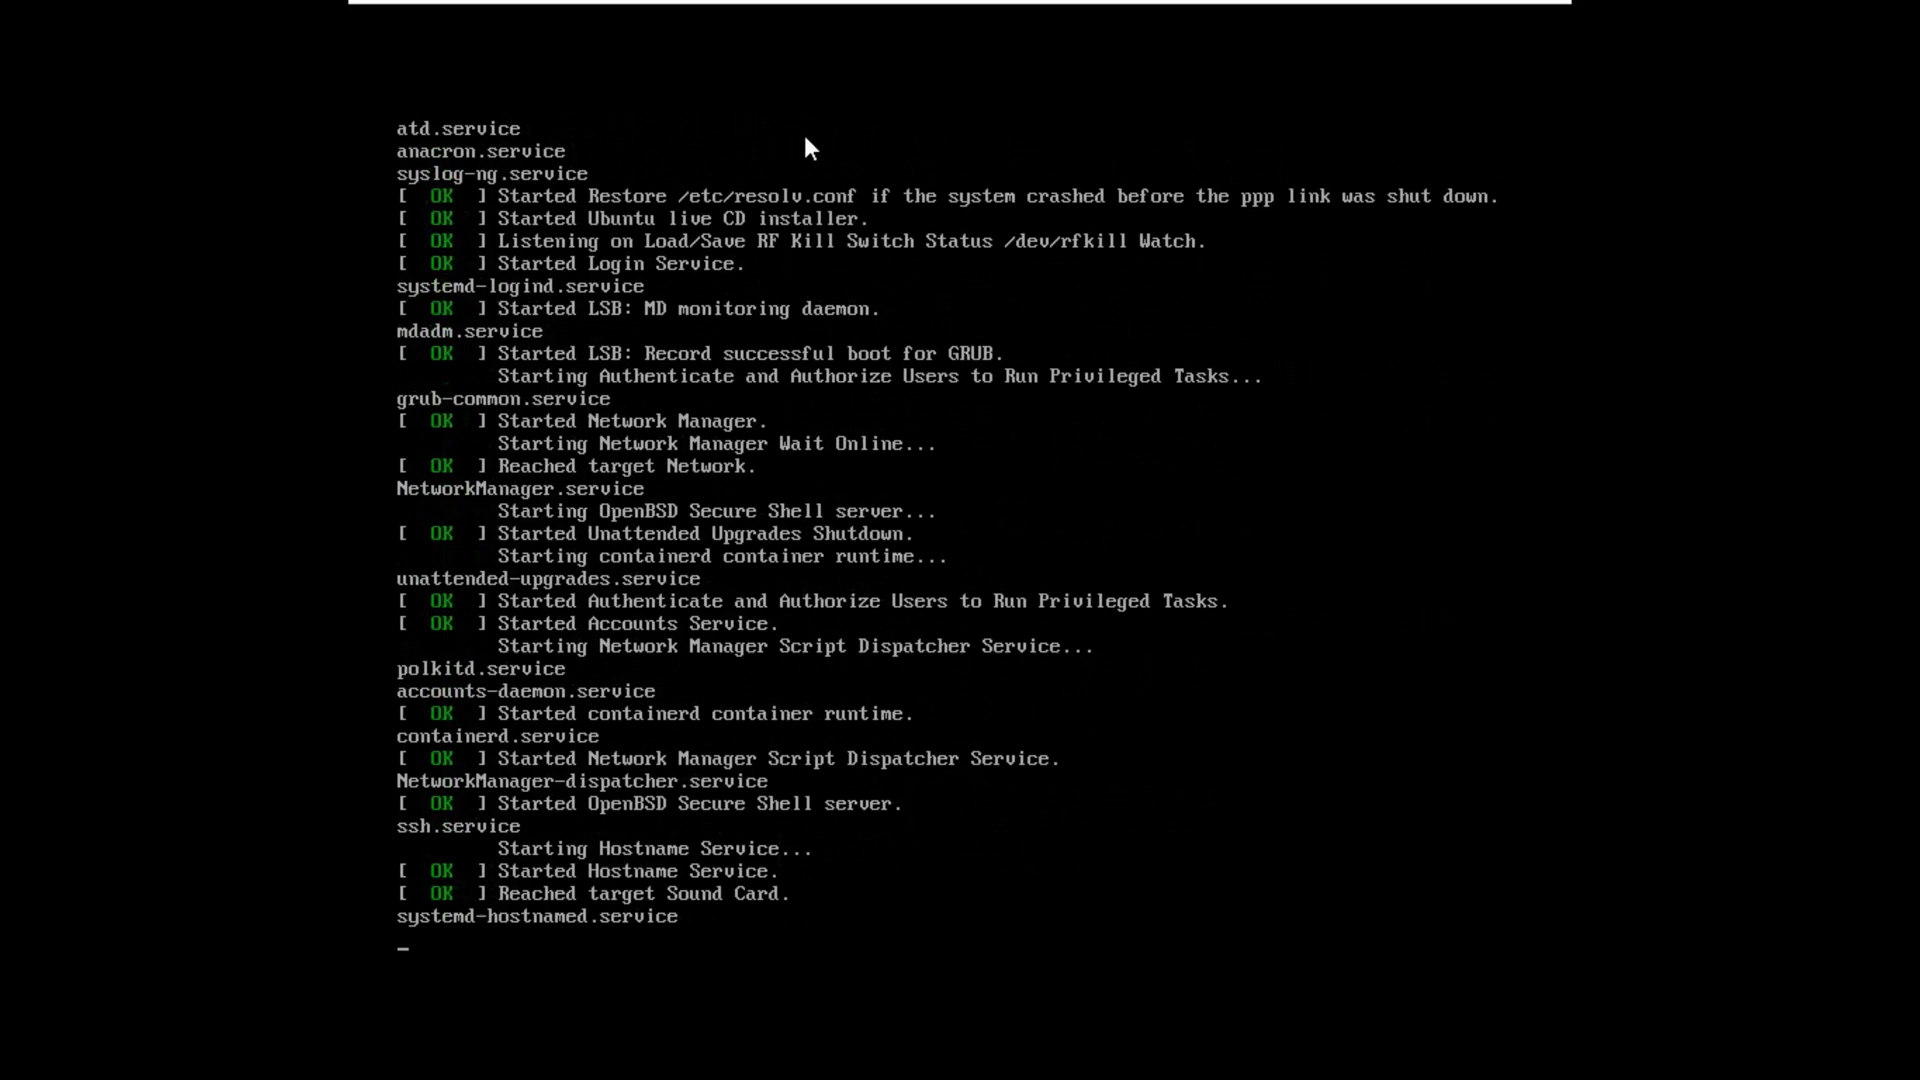 atd.service
anacron.service
syslog-ng.service
[  OK  ] Started Restore /etc/resolv.conf if the system crashed before the ppp link was shut down.
[  OK  ] Started Ubuntu live CD installer.
[  OK  ] Listening on Load/Save RF Kill Switch Status /dev/rfkill Watch.
[  OK  ] Started Login Service.
systemd-logind.service
[  OK  ] Started LSB: MD monitoring daemon.
mdadm.service
[  OK  ] Started LSB: Record successful boot for GRUB.
         Starting Authenticate and Authorize Users to Run Privileged Tasks...
grub-common.service
[  OK  ] Started Network Manager.
         Starting Network Manager Wait Online...
[  OK  ] Reached target Network.
NetworkManager.service
         Starting OpenBSD Secure Shell server...
[  OK  ] Started Unattended Upgrades Shutdown.
         Starting containerd container runtime...
unattended-upgrades.service
[  OK  ] Started Authenticate and Authorize Users to Run Privileged Tasks.
[  OK  ] Started Accounts Service.
         Starting Network Manager Script Dispatcher Service...
polkitd.service
accounts-daemon.service
[  OK  ] Started containerd container runtime.
containerd.service
[  OK  ] Started Network Manager Script Dispatcher Service.
NetworkManager-dispatcher.service
[  OK  ] Started OpenBSD Secure Shell server.
ssh.service
         Starting Hostname Service...
[  OK  ] Started Hostname Service.
[  OK  ] Reached target Sound Card.
systemd-hostnamed.service
_